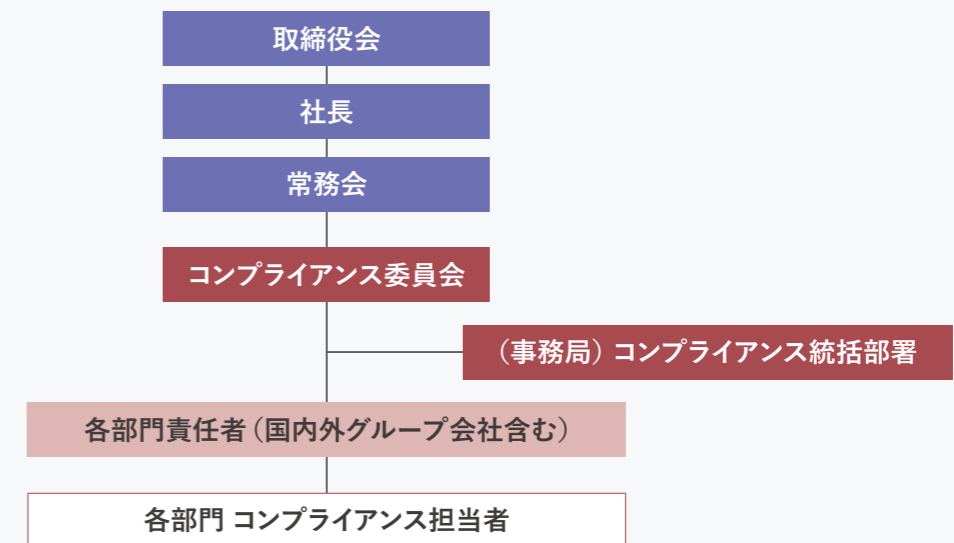 取締役会
社長
常務会
コンプライアンス委員会
（事務局）コンプライアンス統括部署
各部門責任者（国内外グループ会社含む）
各部門 コンプライアンス担当者